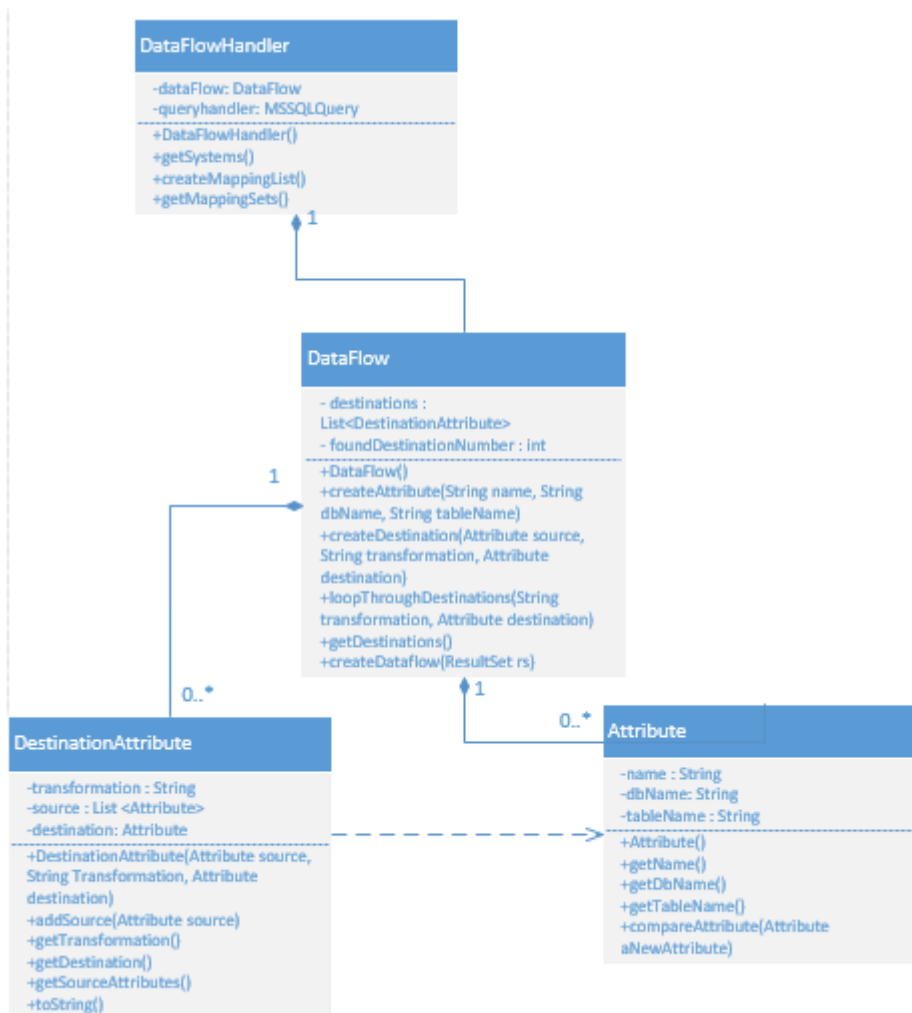 DataFlowHandler
-dataFlow: DataFlow
-queryhandler: MSSQLQuery
+DataFlowHandler()
+getSystems()
+createMappingList()
+getMappingSets()
1
DataFlow
- destinations :
List<DestinationAttribute>
- foundDestinationNumber : int
+DataFlow()
+createAttribute(String name, String
dbName, String tableName)
+createDestination(Attribute source,
String transformation, Attribute
destination)
+loopThroughDestinations(String
transformation, Attribute destination)
+getDestinations()
+createDataflow(ResultSet rs)
1
0..*
1
0..*
DestinationAttribute
-transformation : String
-source : List <Attribute>
-destination: Attribute
+DestinationAttribute(Attribute source,
String Transformation, Attribute
destination)
+addSource(Attribute source)
+getTransformation()
+getDestination()
+getSourceAttributes()
+toString()
Attribute
-name : String
-dbName: String
-tableName : String
+Attribute()
+getName()
+getDbName()
+getTableName()
+compareAttribute(Attribute
aNewAttribute)